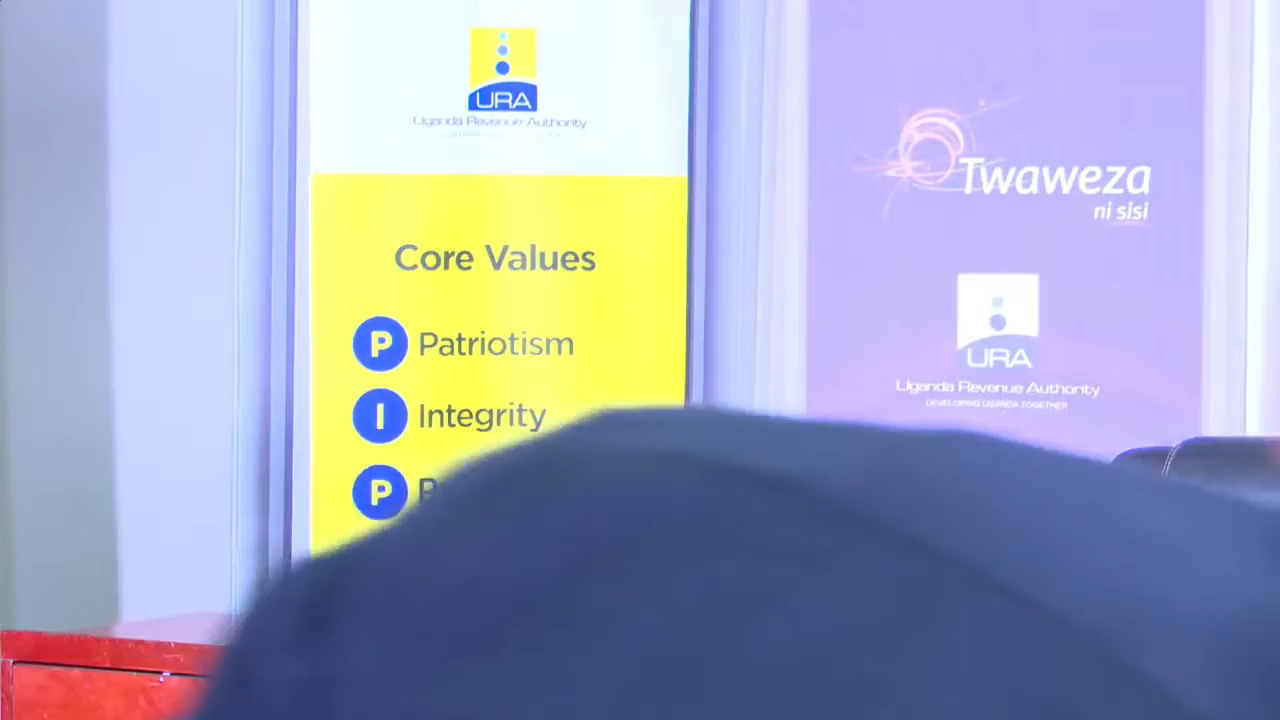 URA
Uganda Revenue Authority
Core Values
P Patriotism
I Integrity
P
Twaweza
ni sisi
URA
Uganda Revenue Authority
DEVELOPING UGANDA TOGETHER